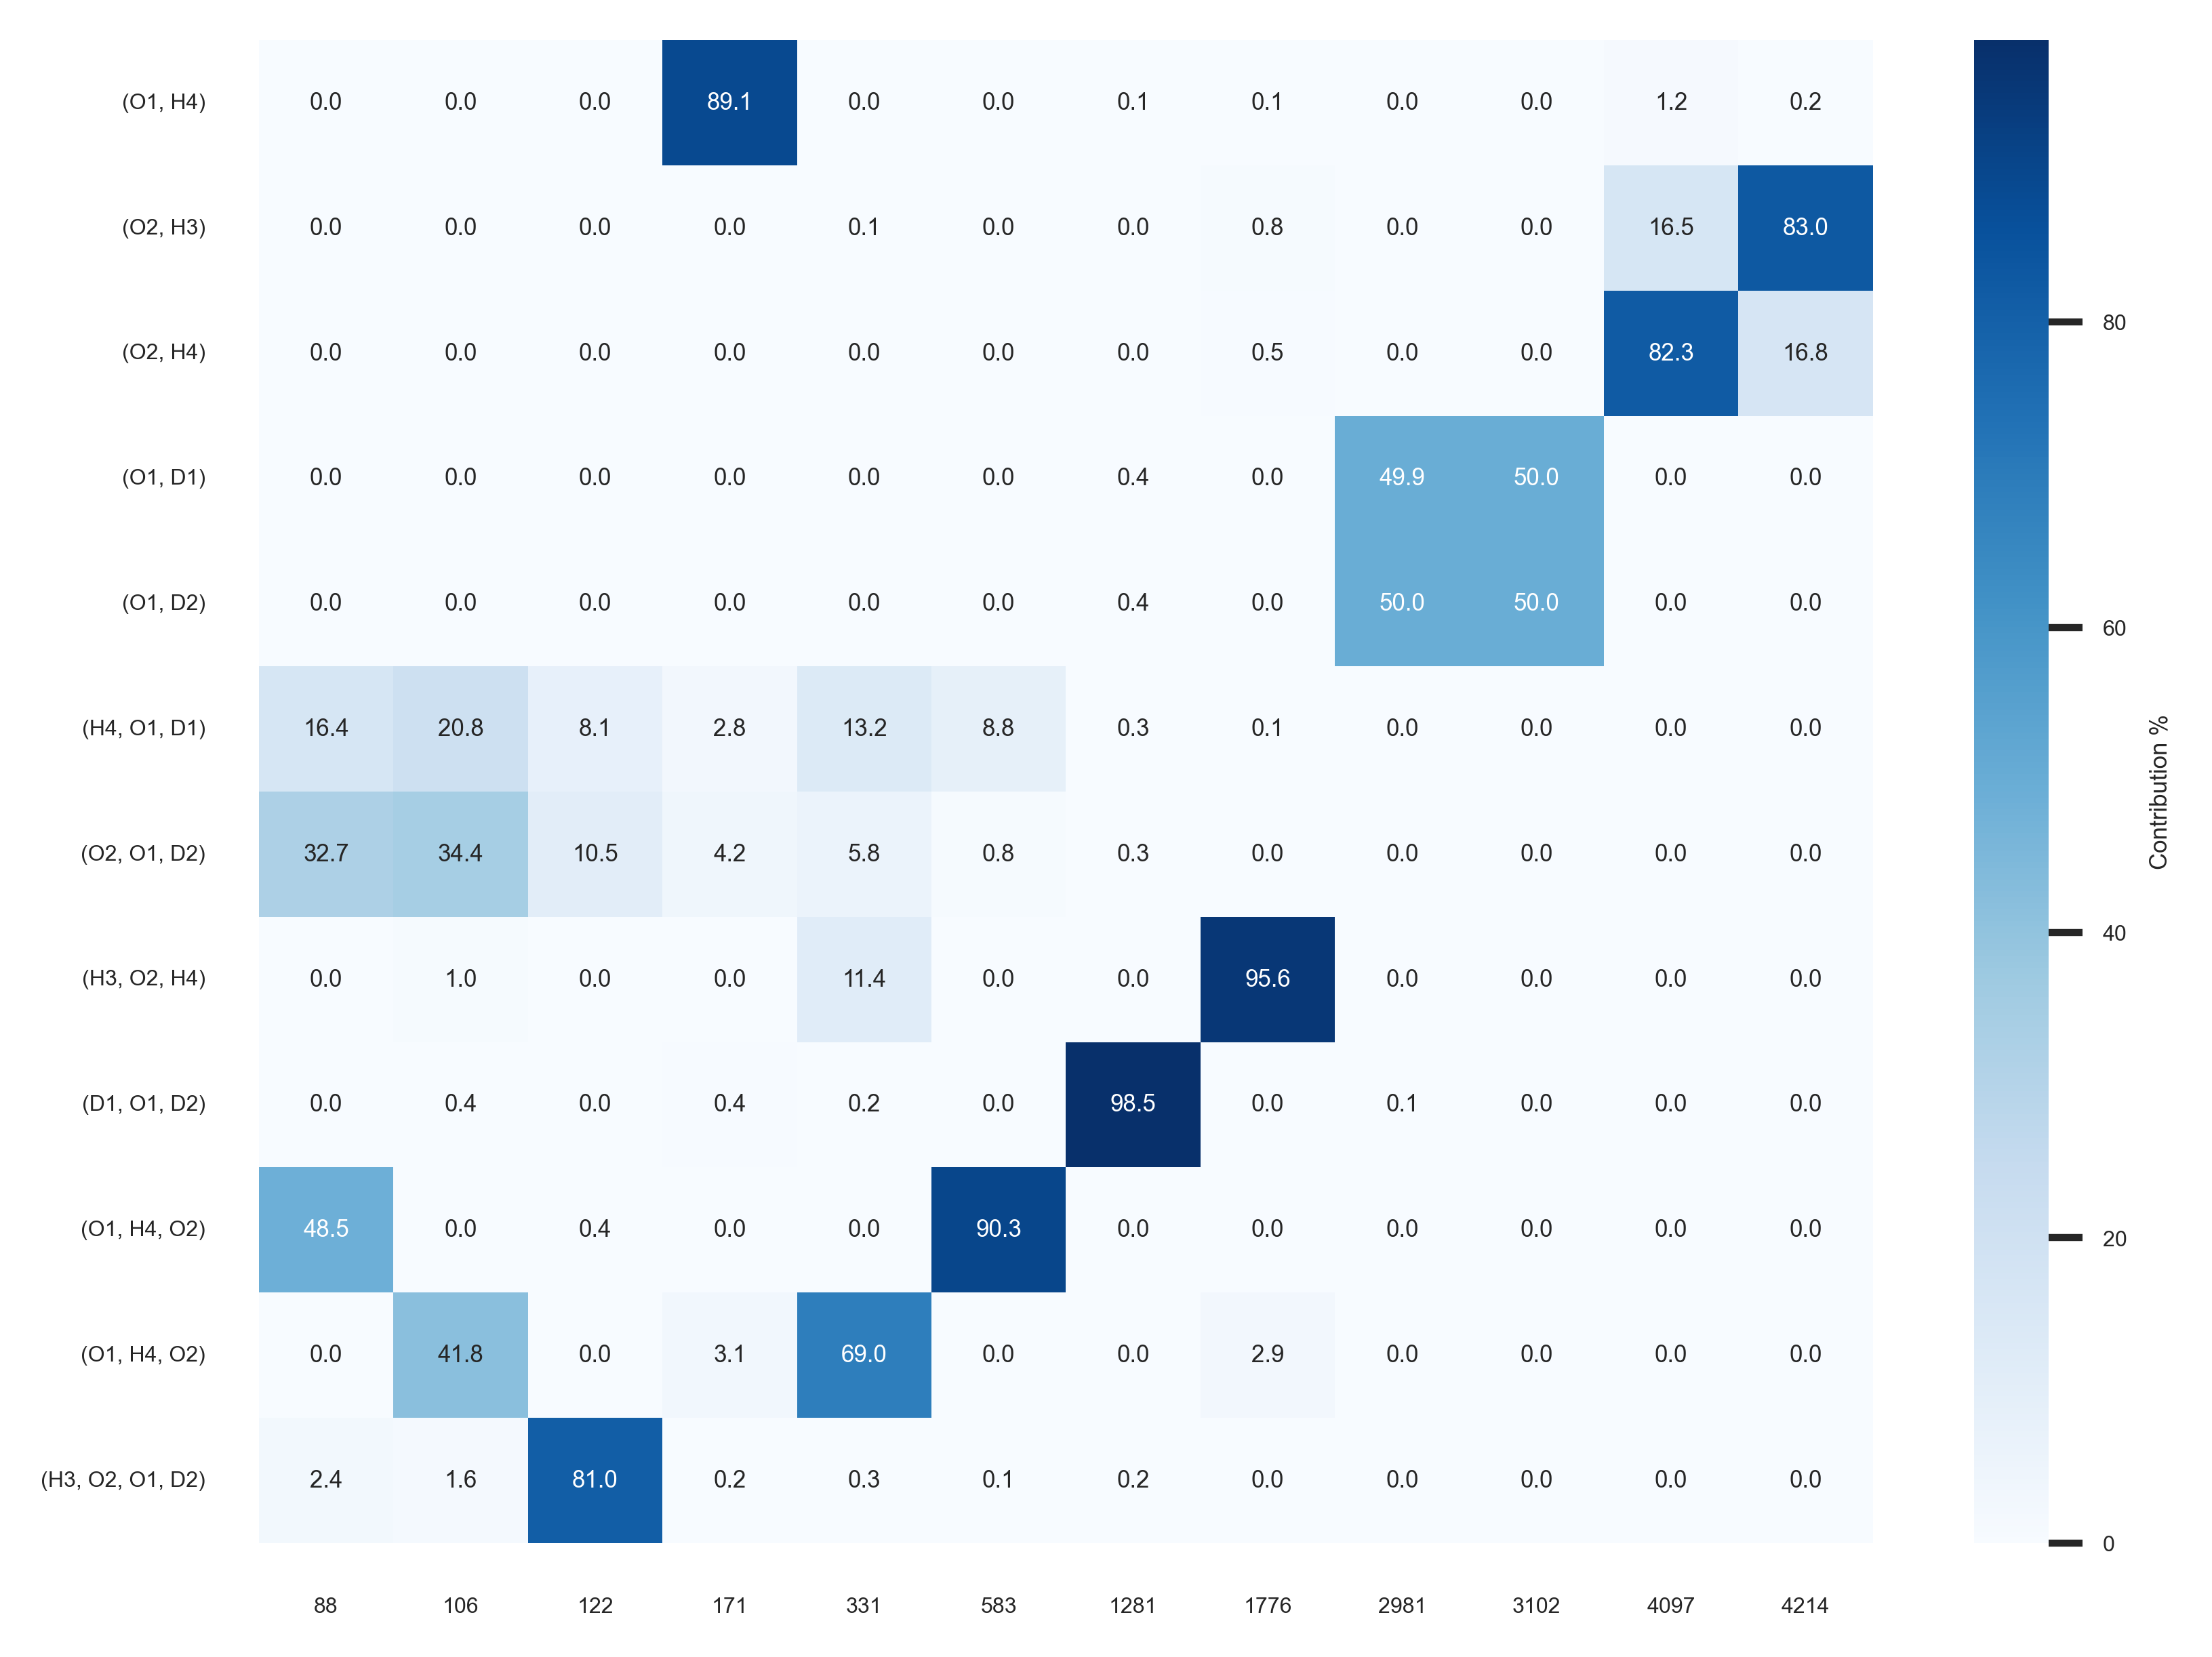 (O1, H4) 0.0 0.0 0.0 89.1 0.0 0.0 0.1 0.1 0.0 0.0 1.2 0.2
(O2, H3) 0.0 0.0 0.0 0.0 0.1 0.0 0.0 0.8 0.0 0.0 16.5 83.0
(O2, H4) 0.0 0.0 0.0 0.0 0.0 0.0 0.0 0.5 0.0 0.0 82.3 16.8
(O1, D1) 0.0 0.0 0.0 0.0 0.0 0.0 0.4 0.0 49.9 50.0 0.0 0.0
(O1, D2) 0.0 0.0 0.0 0.0 0.0 0.0 0.4 0.0 50.0 50.0 0.0 0.0
(H4, O1, D1) 16.4 20.8 8.1 2.8 13.2 8.8 0.3 0.1 0.0 0.0 0.0 0.0
(O2, O1, D2) 32.7 34.4 10.5 4.2 5.8 0.8 0.3 0.0 0.0 0.0 0.0 0.0
(H3, O2, H4) 0.0 1.0 0.0 0.0 11.4 0.0 0.0 95.6 0.0 0.0 0.0 0.0
(D1, O1, D2) 0.0 0.4 0.0 0.4 0.2 0.0 98.5 0.0 0.1 0.0 0.0 0.0
(O1, H4, O2) 48.5 0.0 0.4 0.0 0.0 90.3 0.0 0.0 0.0 0.0 0.0 0.0
(O1, H4, O2) 0.0 41.8 0.0 3.1 69.0 0.0 0.0 2.9 0.0 0.0 0.0 0.0
(H3, O2, O1, D2) 2.4 1.6 81.0 0.2 0.3 0.1 0.2 0.0 0.0 0.0 0.0 0.0
88 106 122 171 331 583 1281 1776 2981 3102 4097 4214
80
60
40
20
0
Contribution %